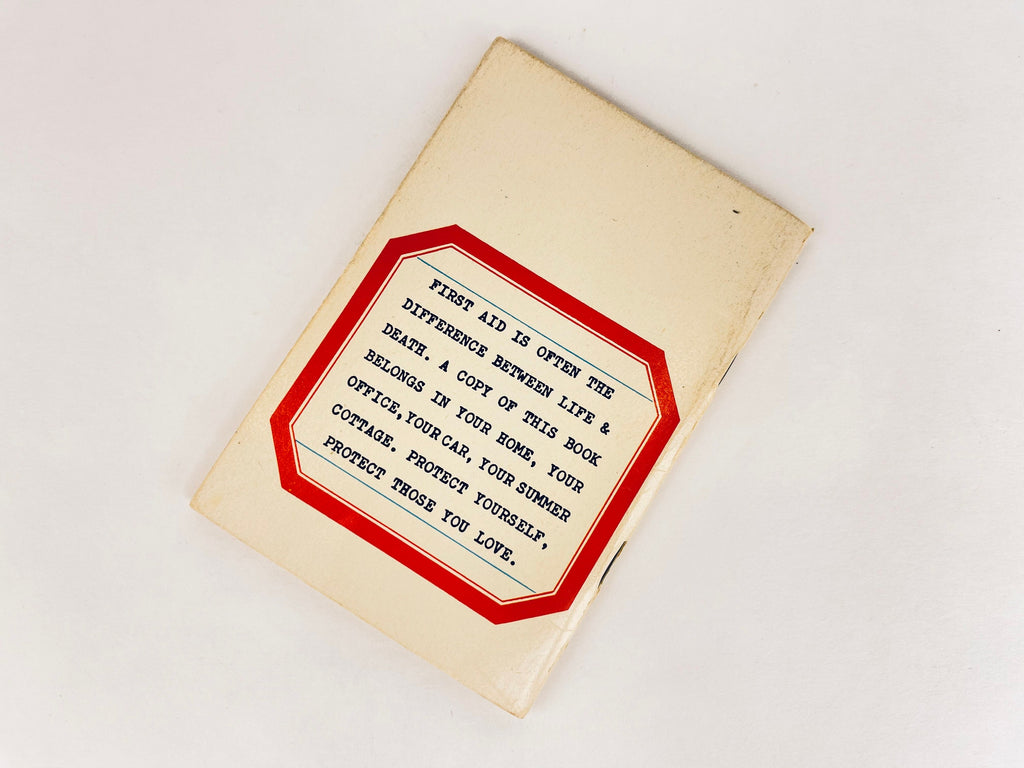 FIRST AID IS OFTEN THE
DIFFERENCE BETWEEN LIFE &
DEATH. A COPY OF THIS BOOK
BELONGS IN YOUR HOME, YOUR
OFFICE, YOUR CAR, YOUR SUMMER
COTTAGE. PROTECT YOURSELF,
PROTECT THOSE YOU LOVE.